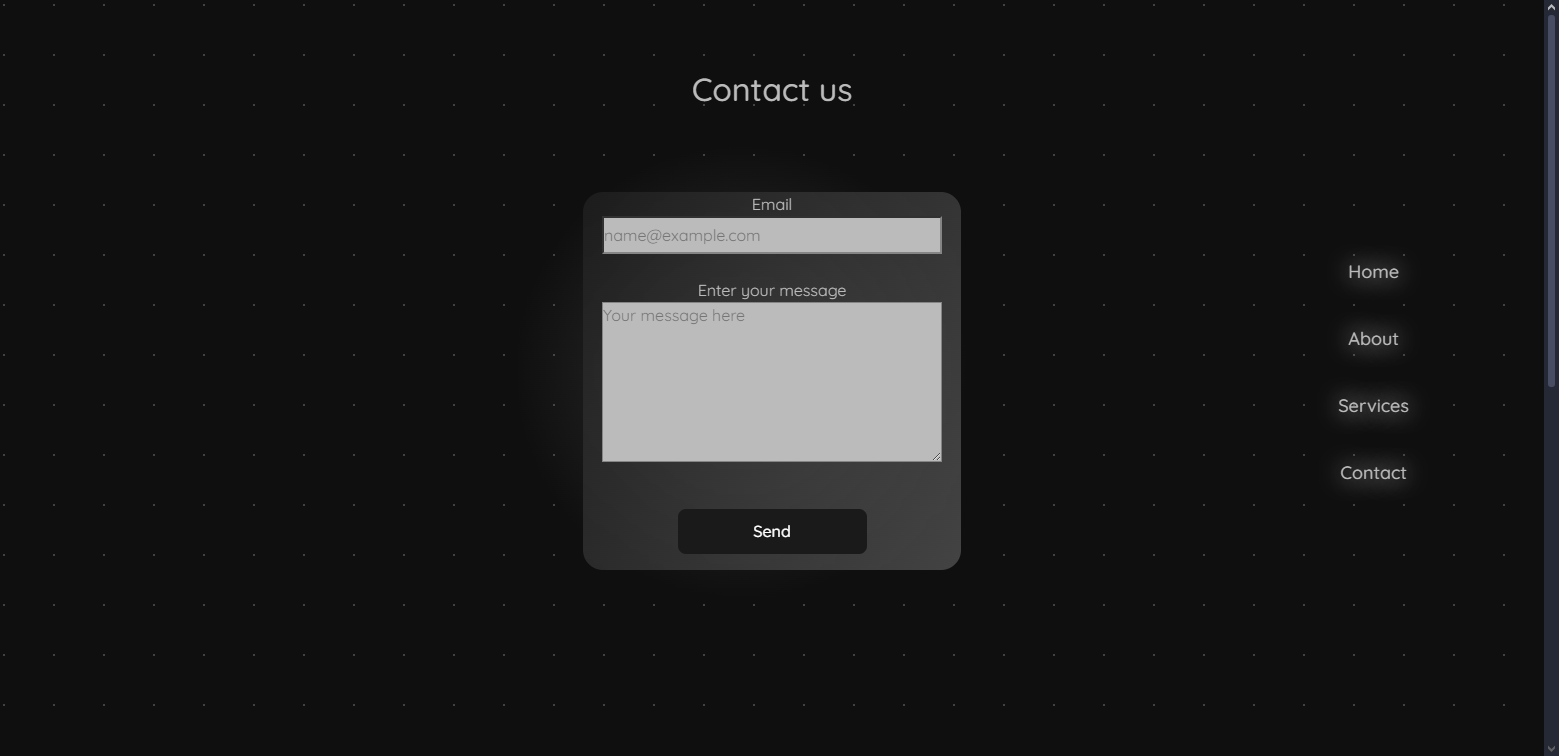 Contact us
Email
name@example.com
Enter your message
Your message here
Send
Home
About
Services
Contact